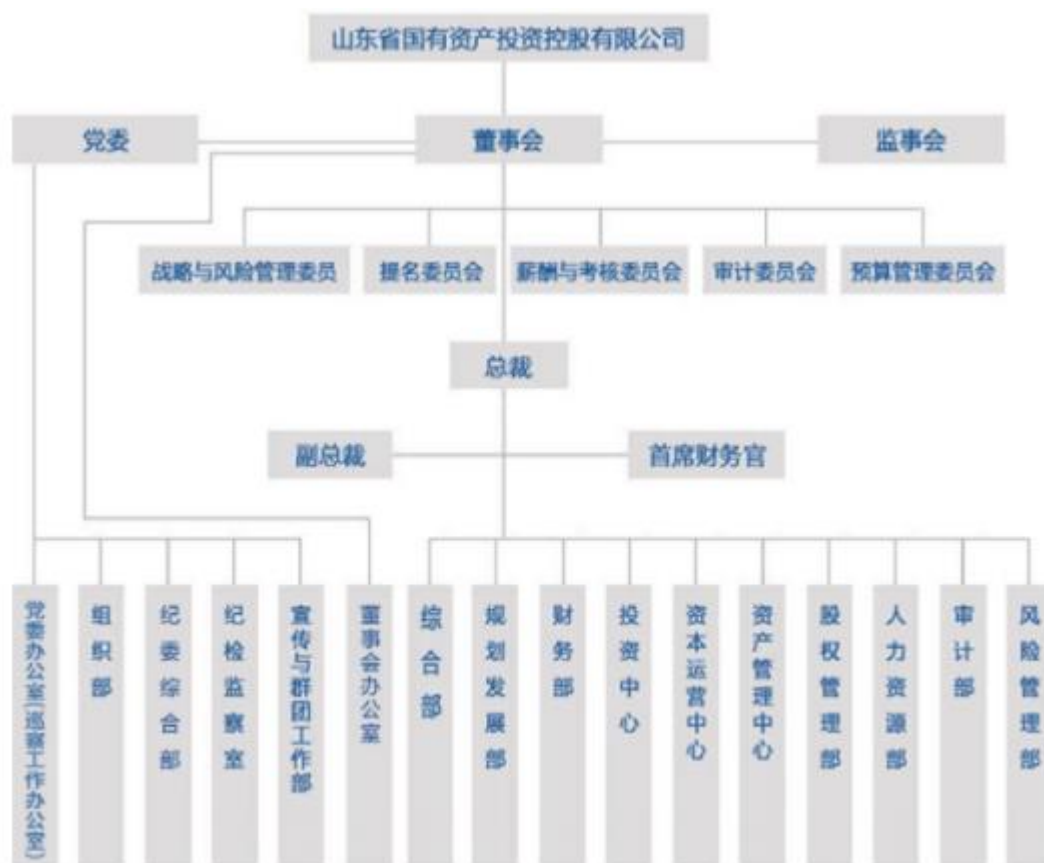 山东省国有资产投资控股有限公司
党委
董事会
监事会
战略与风险管理委员
提名委员会
薪酬与考核委员会
审计委员会
预算管理委员会
总裁
副总裁
首席财务官
党委办公室(巡察工作办公室)
组织部
纪委综合部
纪检监察室
宣传与群团工作部
董事会办公室
综合部
规划发展部
财务部
投资中心
资本运营中心
资产管理中心
股权管理部
人力资源部
审计部
风险管理部